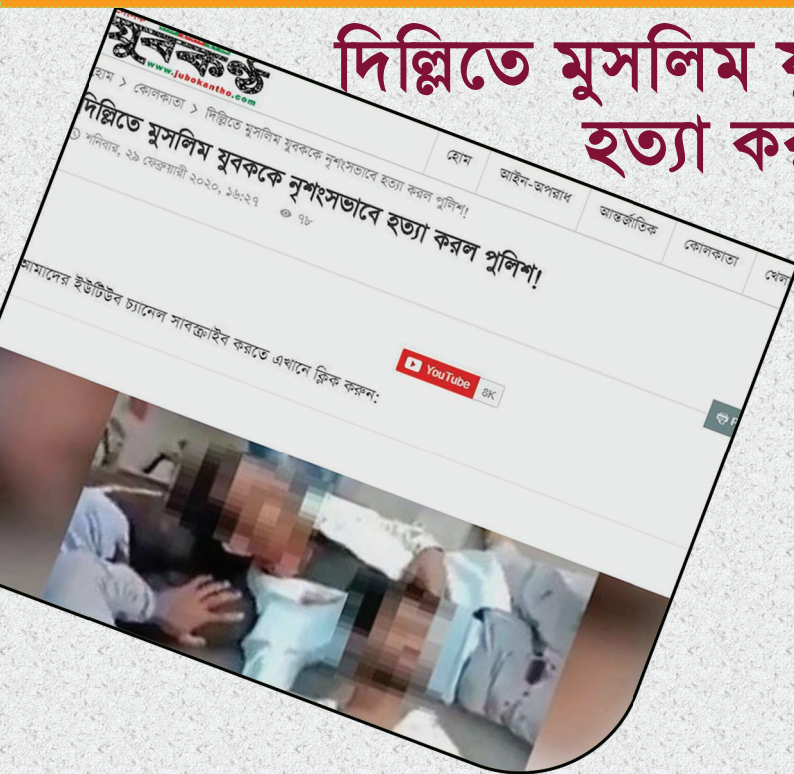 দিল্লিতে মুসলিম
হত্যা
যুবকণ্ঠ
www.jubokantho.com
হোম
আইন-অপরাধ
আন্তর্জাতিক
কোলকাতা
হোম > কোলকাতা > দিল্লিতে মুসলিম যুবককে নৃশংসভাবে হত্যা করল পুলিশ!
দিল্লিতে মুসলিম যুবককে নৃশংসভাবে হত্যা করল পুলিশ!
শনিবার, ২৯ ফেব্রুয়ারী ২০২০, ১৬:২৭
৭৮
আমাদের ইউটিউব চ্যানেল সাবস্ক্রাইব করতে এখানে ক্লিক করুন:
YouTube 8K